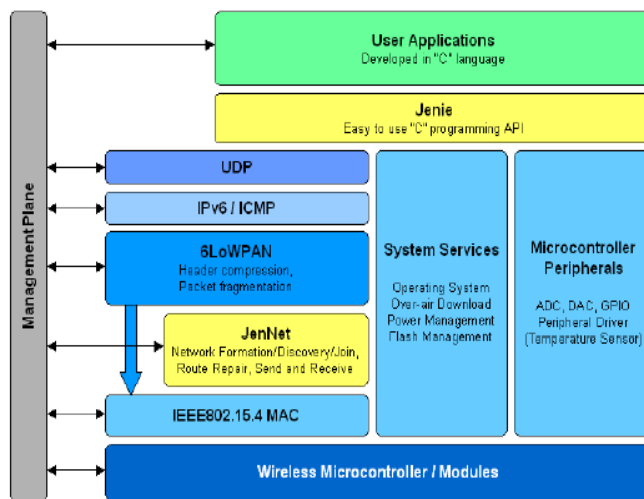 Management Plane
User Applications
Developed in "C" language
Jenie
Easy to use "C" programming API
UDP
IPv6 / ICMP
6LoWPAN
Header compression,
Packet fragmentation
JenNet
Network Formation/Discovery/Join,
Route Repair, Send and Receive
IEEE802.15.4 MAC
System Services
Operating System
Over-air Download
Power Management
Flash Management
Microcontroller
Peripherals
ADC, DAC, GPIO
Peripheral Driver
(Temperature Sensor)
Wireless Microcontroller / Modules